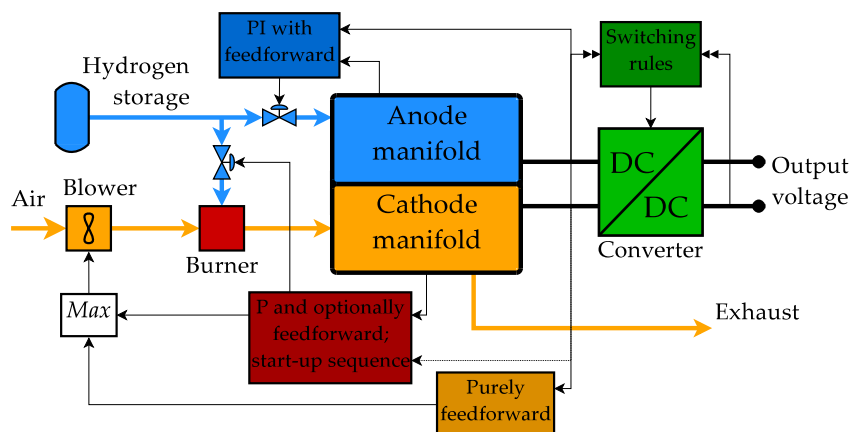 PI with
feedforward
Switching
rules
Hydrogen
storage
Anode
manifold
DC
DC
Output
voltage
Air
Blower
Cathode
manifold
Burner
Converter
Max
P and optionally
feedforward;
start-up sequence
Exhaust
Purely
feedforward